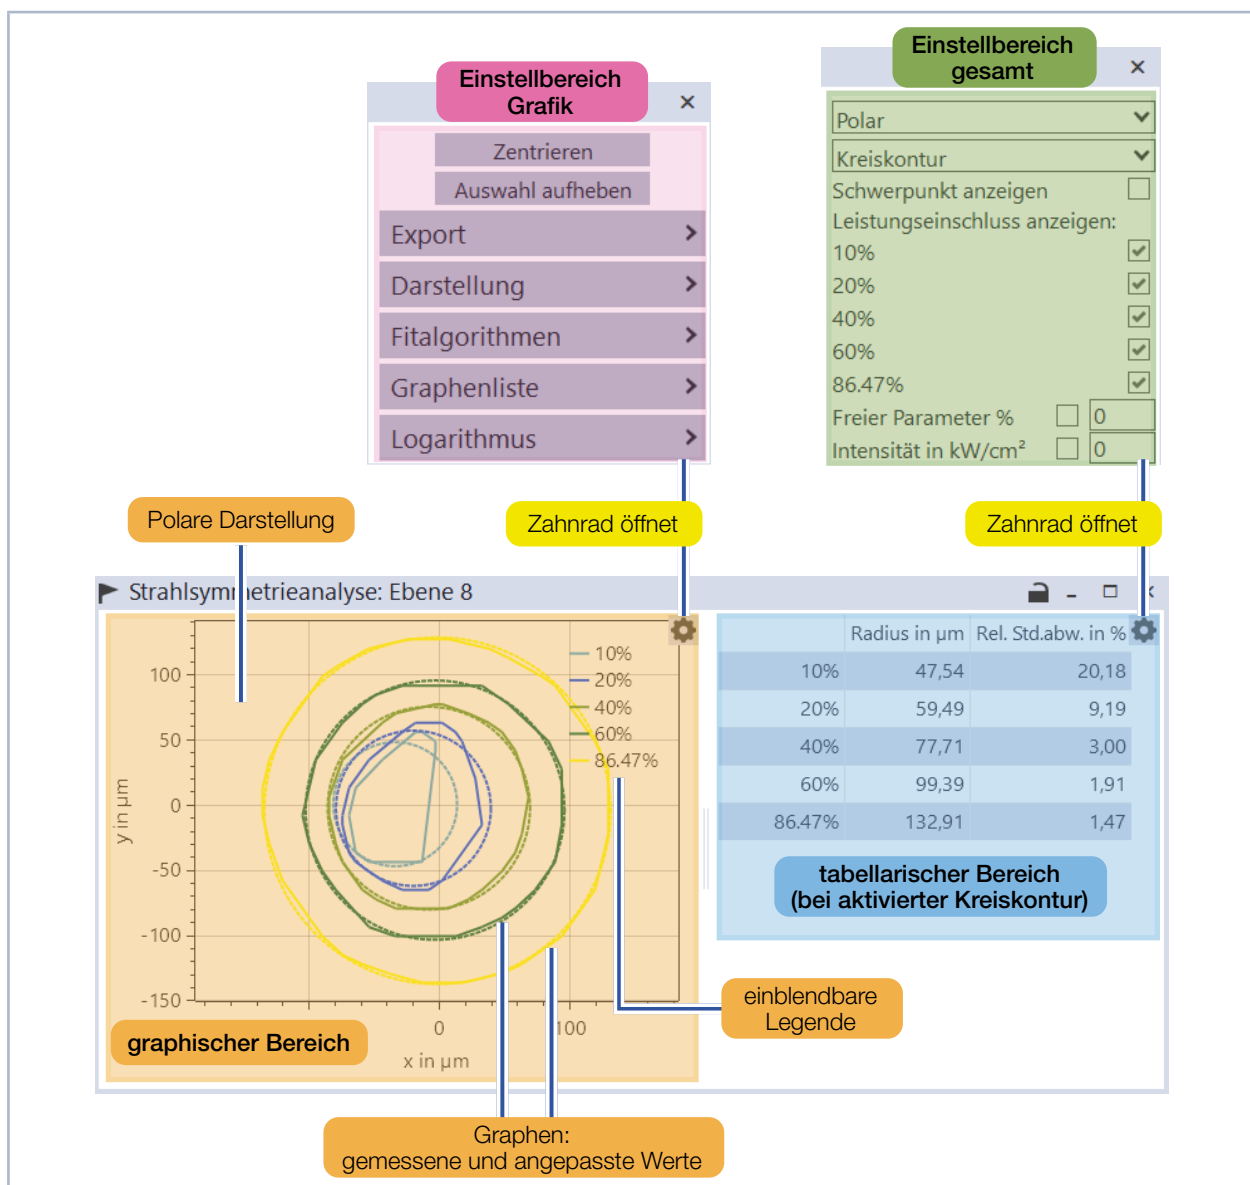 Einstellbereich
gesamt
Einstellbereich
Grafik
Zentrieren
Auswahl aufheben
Export
Darstellung
Fitalgorithmen
Graphenliste
Logarithmus
Polar
Kreiskontur
Schwerpunkt anzeigen
Leistungseinschluss anzeigen:
10%
20%
40%
60%
86.47%
Freier Parameter % 0
Intensität in kW/cm² 0
Polare Darstellung
Zahnrad öffnet
Zahnrad öffnet
Strahlsymmetrieanalyse: Ebene 8
y in µm
100
50
0
-50
-100
-150
0
100
x in µm
10%
20%
40%
60%
86.47%
Radius in µm Rel. Std.abw. in %
10% 47,54 20,18
20% 59,49 9,19
40% 77,71 3,00
60% 99,39 1,91
86.47% 132,91 1,47
tabellarischer Bereich
(bei aktivierter Kreiskontur)
einblendbare
Legende
graphischer Bereich
Graphen:
gemessene und angepasste Werte